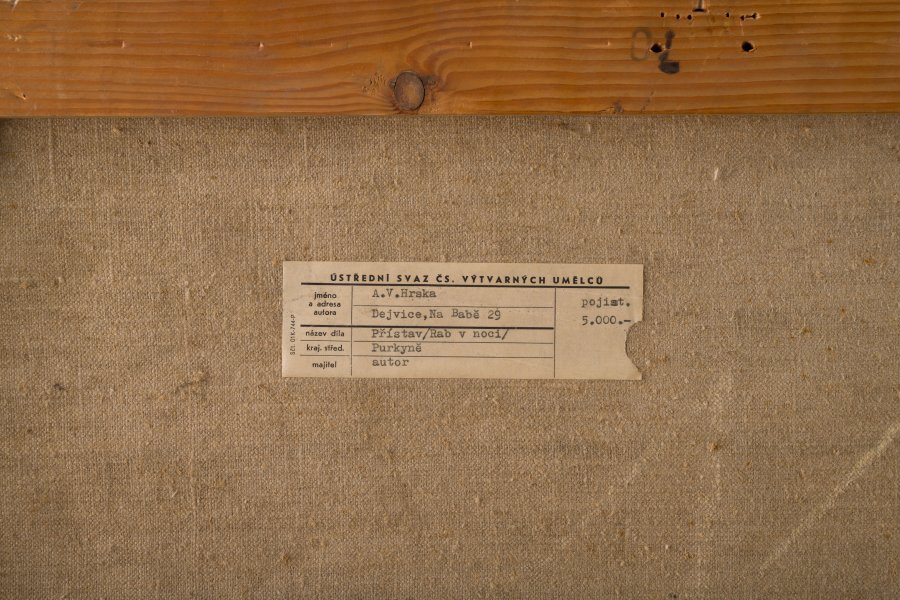 ÚSTŘEDNÍ SVAZ ČS. VÝTVARNÝCH UMĚLCŮ
jméno a adresa autora
A.V.Hrska
Dejvice,Na Babě 29
název díla Přístav/Rab v noci/
kraj. střed. Purkyně
majitel autor
pojist.
5.000.-